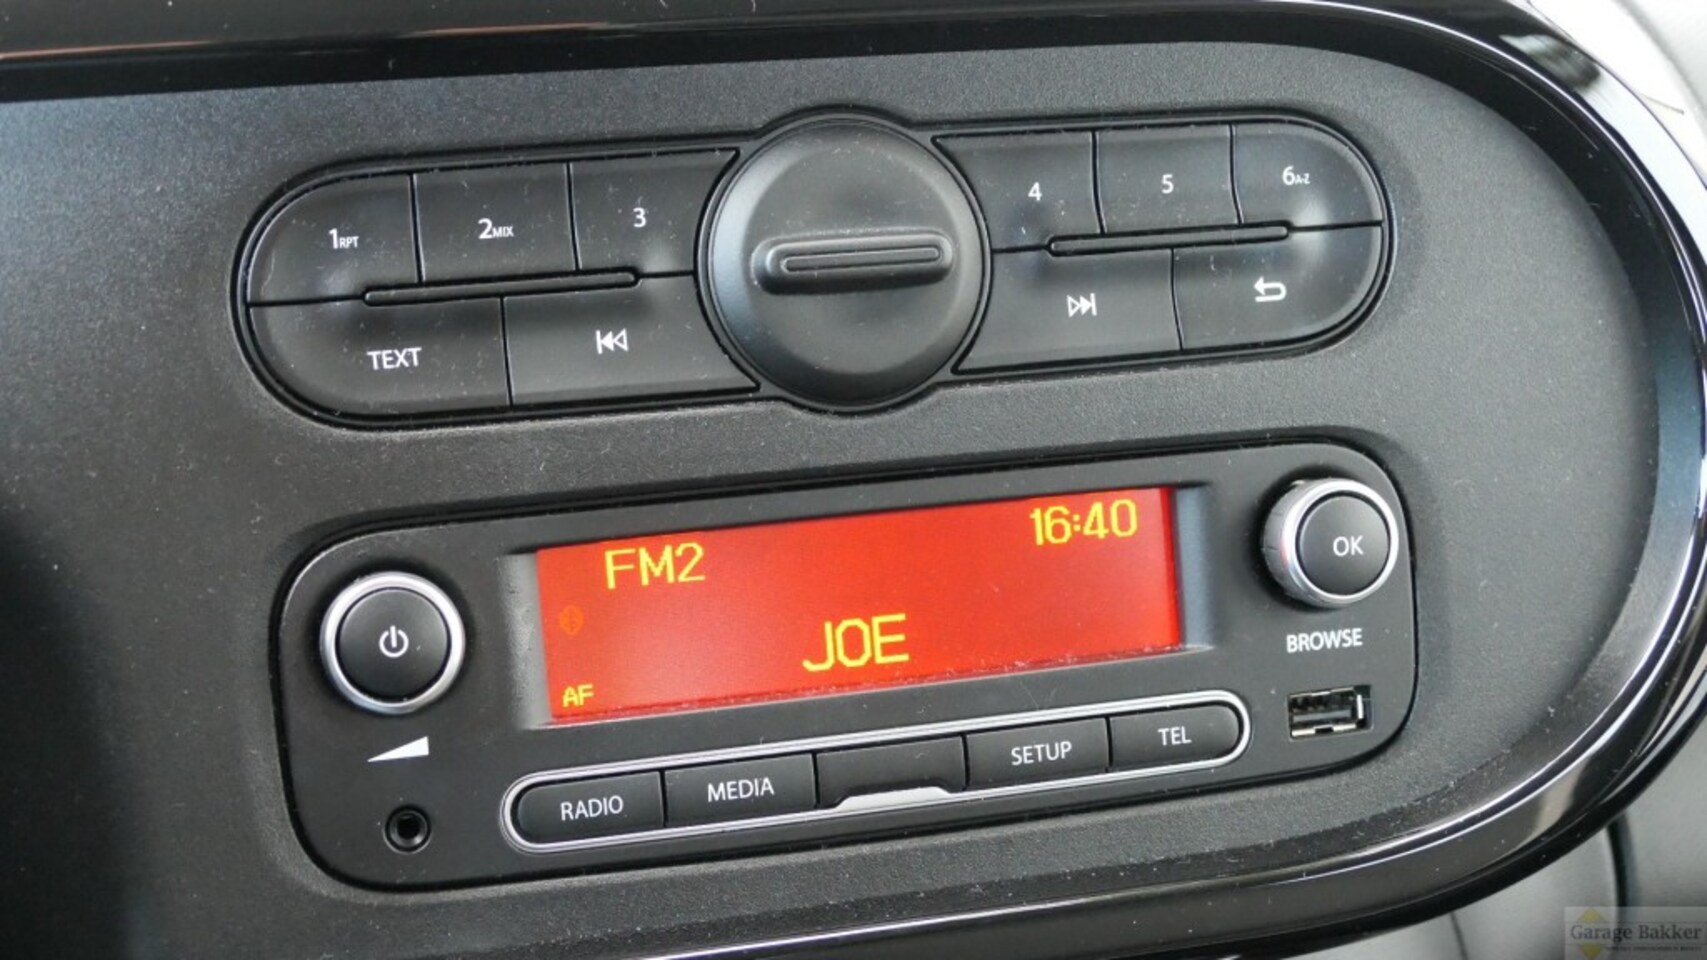 1RPT
2MIX
3
4
5
6A-Z
TEXT
FM2
16:40
JOE
AF
OK
BROWSE
RADIO
MEDIA
SETUP
TEL
Garage Bakker